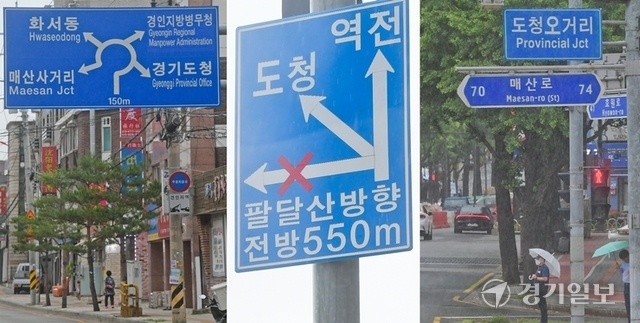 화서동
Hwaseodong
경인지방병무청
Gyeongin Regional
Manpower Administration
매산사거리
Maesan Jct
경기도청
Gyeonggi Provincial Office
150m
역전
도청
팔달산방향
전방550m
도청오거리
Provincial Jct
70 매산로 74
Maesan-ro(St)
경기일보